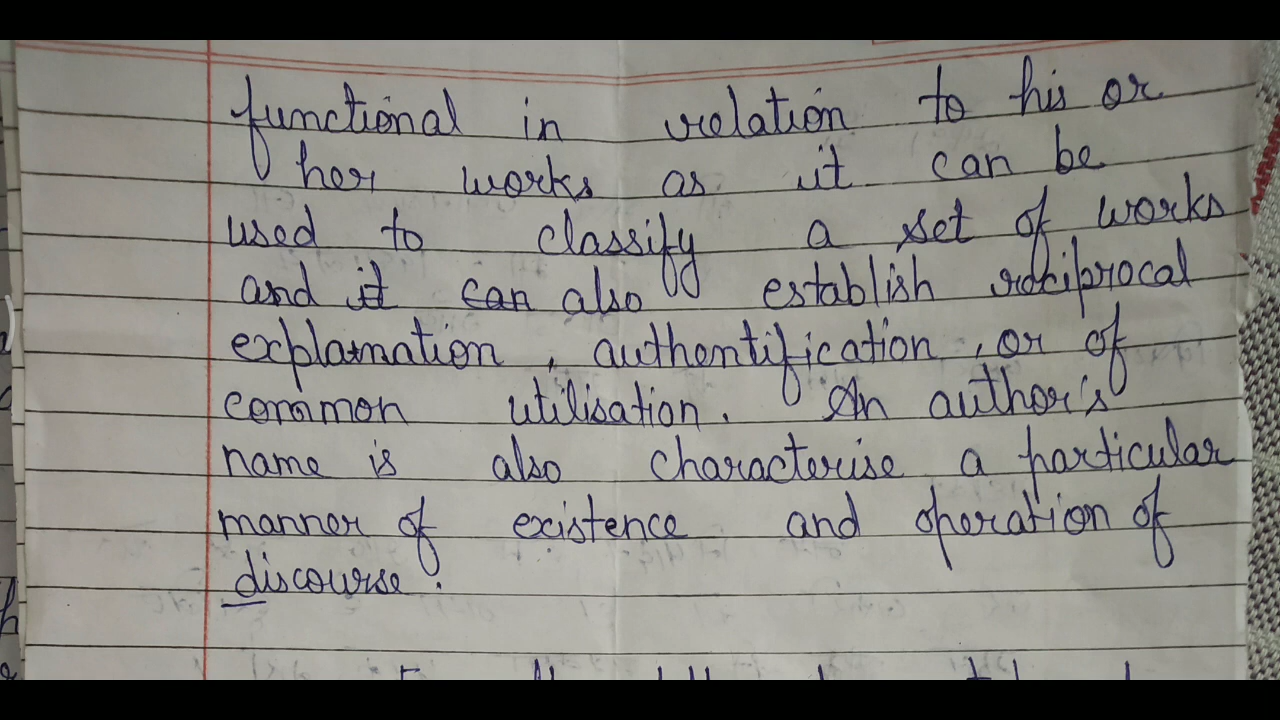 functional in relation to his or
her works as it can be
used to classify a set of works
and it can also establish reciprocal
explanation, authentification, or of
common utilisation. An author's
name is also characterise a particular
manner of existence and operation of
discourse.